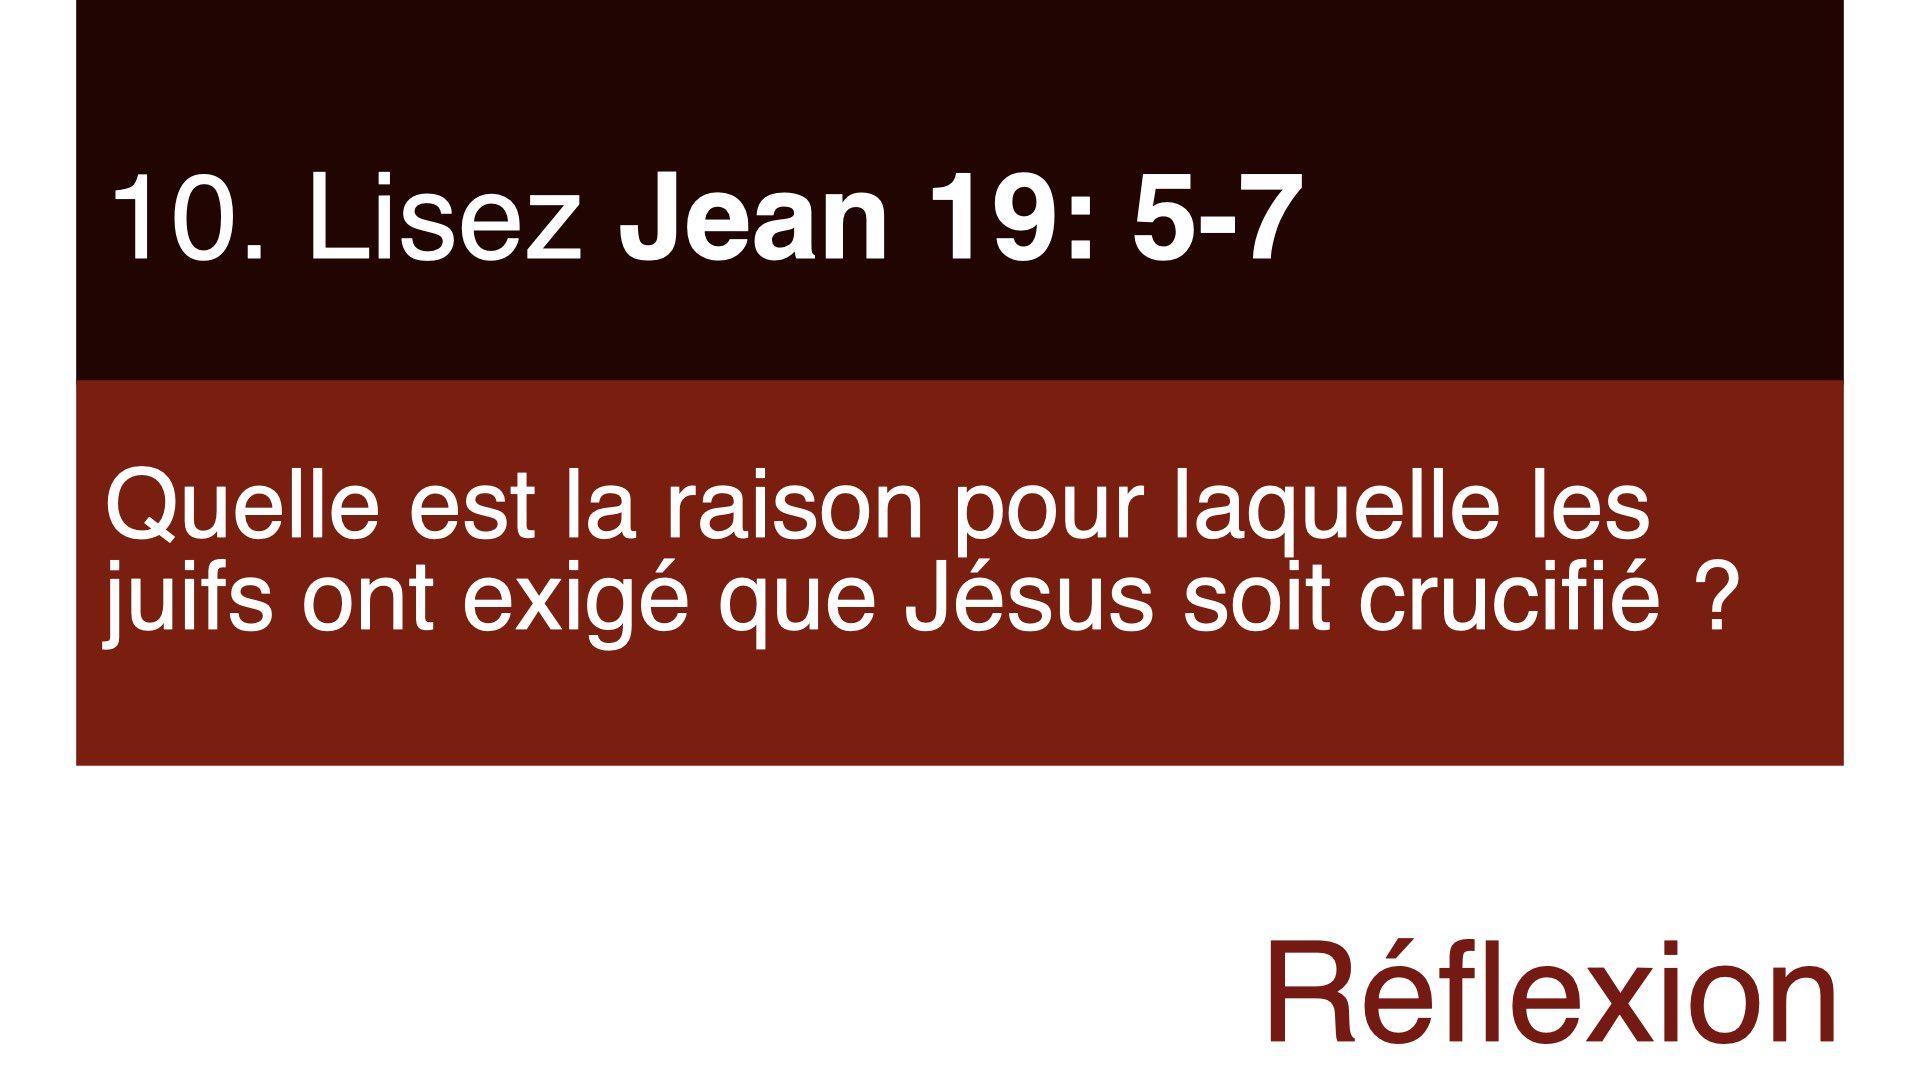 10. Lisez Jean 19: 5-7
Quelle est la raison pour laquelle les
juifs ont exigé que Jésus soit crucifié ?
Réflexion